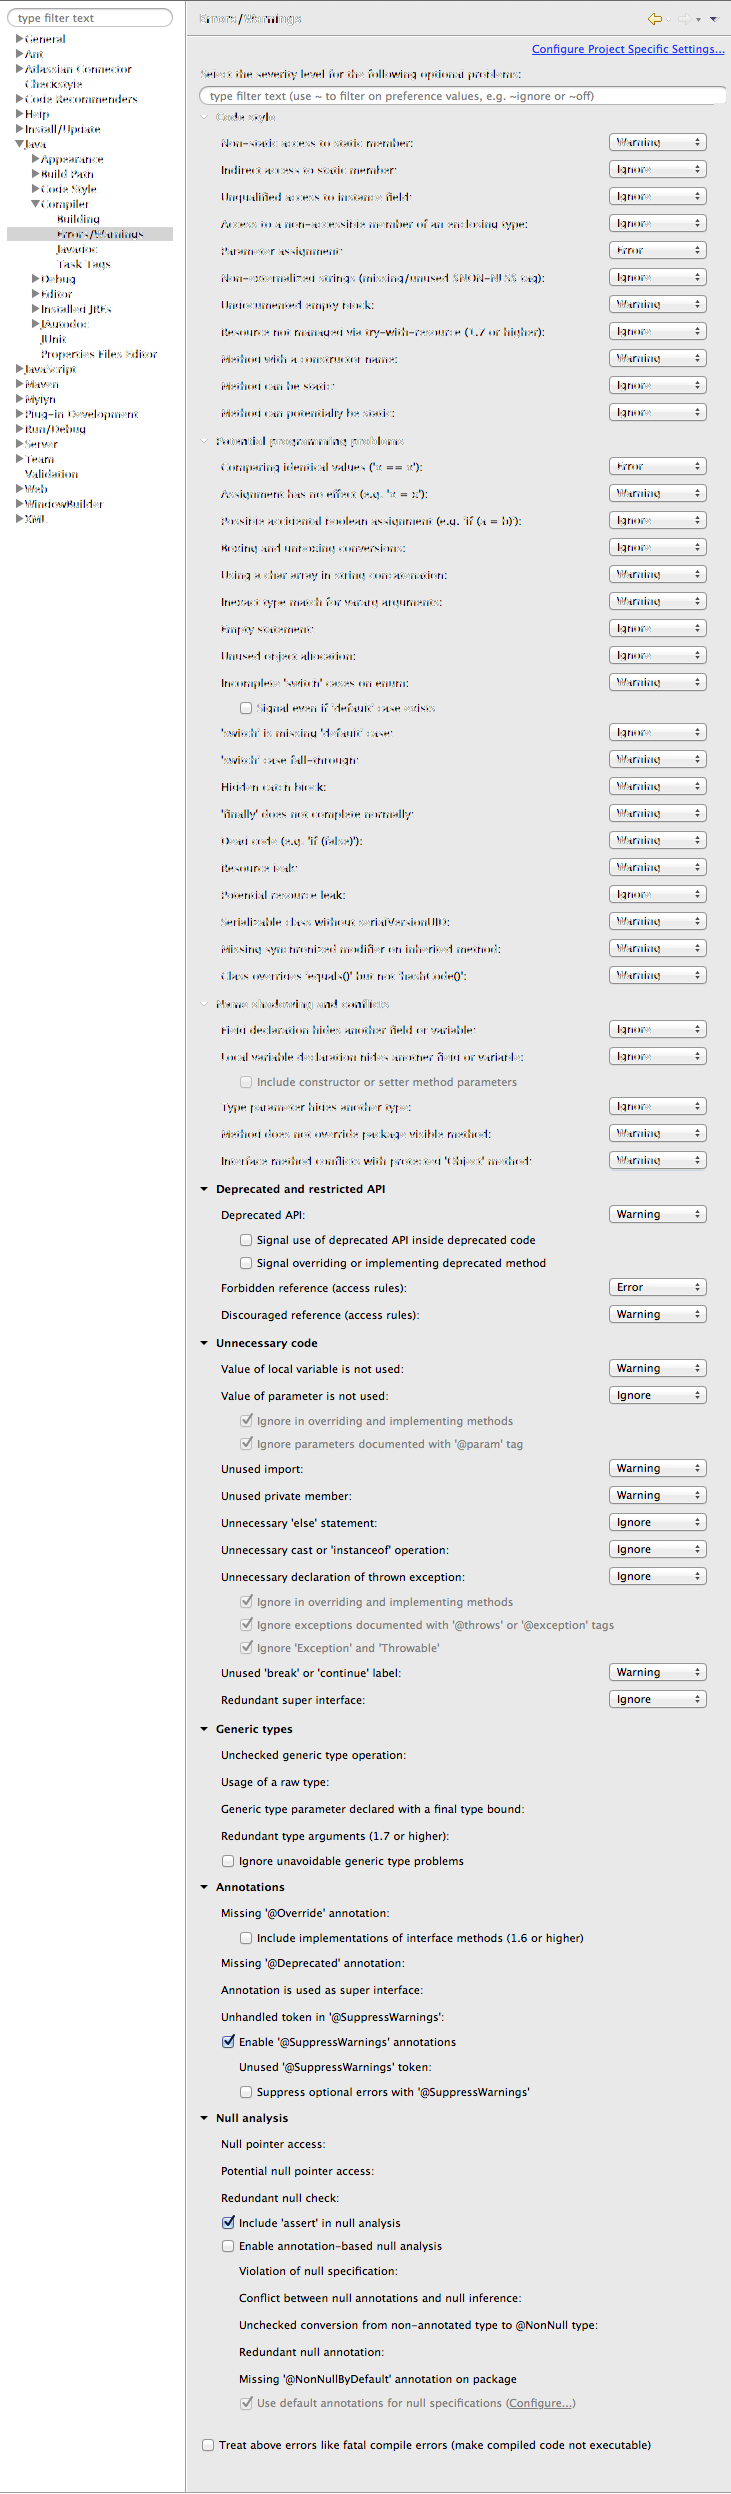 type filter text
General
Ant
Atlassian Connector
Checkstyle
Code Recommenders
Help
Install/Update
Java
Appearance
Build Path
Code Style
Compiler
Building
Errors/Warnings
Javadoc
Task Tags
Debug
Editor
Installed JREs
JAutodoc
JUnit
Properties Files Editor
JavaScript
Maven
Mylyn
Plug-in Development
Run/Debug
Server
Team
Validation
Web
WindowBuilder
XML
Errors/Warnings
Configure Project Specific Settings...
Select the severity level for the following optional problems:
type filter text (use ~ to filter on preference values, e.g. ~ignore or ~off)
Code style
Non-static access to static member: Warning
Indirect access to static member: Ignore
Unqualified access to instance field: Ignore
Access to a non-accessible member of an enclosing type: Ignore
Parameter assignment: Error
Non-externalized strings (missing/unused $NON-NLS$ tag): Ignore
Undocumented empty block: Warning
Resource not managed via try-with-resource (1.7 or higher): Ignore
Method with a constructor name: Warning
Method can be static: Ignore
Method can potentially be static: Ignore
Potential programming problems
Comparing identical values ('x == x'): Error
Assignment has no effect (e.g. 'x = x'): Warning
Possible accidental boolean assignment (e.g. 'if (a = b)'): Ignore
Boxing and unboxing conversions: Ignore
Using a char array in string concatenation: Warning
Inexact type match for vararg arguments: Warning
Empty statement: Ignore
Unused object allocation: Ignore
Incomplete 'switch' cases on enum: Warning
Signal even if 'default' case exists
'switch' is missing 'default' case: Ignore
'switch' case fall-through: Warning
Hidden catch block: Warning
'finally' does not complete normally: Warning
Dead code (e.g. 'if (false)'): Warning
Resource leak: Warning
Potential resource leak: Ignore
Serializable class without serialVersionUID: Warning
Missing synchronized modifier on inherited method: Warning
Class overrides 'equals()' but not 'hashCode()': Warning
Name shadowing and conflicts
Field declaration hides another field or variable: Ignore
Local variable declaration hides another field or variable: Ignore
Include constructor or setter method parameters
Type parameter hides another type: Ignore
Method does not override package visible method: Warning
Interface method conflicts with protected 'Object' method: Warning
Deprecated and restricted API
Deprecated API: Warning
Signal use of deprecated API inside deprecated code
Signal overriding or implementing deprecated method
Forbidden reference (access rules): Error
Discouraged reference (access rules): Warning
Unnecessary code
Value of local variable is not used: Warning
Value of parameter is not used: Ignore
Ignore in overriding and implementing methods
Ignore parameters documented with '@param' tag
Unused import: Warning
Unused private member: Warning
Unnecessary 'else' statement: Ignore
Unnecessary cast or 'instanceof' operation: Ignore
Unnecessary declaration of thrown exception: Ignore
Ignore in overriding and implementing methods
Ignore exceptions documented with '@throws' or '@exception' tags
Ignore 'Exception' and 'Throwable'
Unused 'break' or 'continue' label: Warning
Redundant super interface: Ignore
Generic types
Unchecked generic type operation:
Usage of a raw type:
Generic type parameter declared with a final type bound:
Redundant type arguments (1.7 or higher):
Ignore unavoidable generic type problems
Annotations
Missing '@Override' annotation:
Include implementations of interface methods (1.6 or higher)
Missing '@Deprecated' annotation:
Annotation is used as super interface:
Unhandled token in '@SuppressWarnings':
Enable '@SuppressWarnings' annotations
Unused '@SuppressWarnings' token:
Suppress optional errors with '@SuppressWarnings'
Null analysis
Null pointer access:
Potential null pointer access:
Redundant null check:
Include 'assert' in null analysis
Enable annotation-based null analysis
Violation of null specification:
Conflict between null annotations and null inference:
Unchecked conversion from non-annotated type to @NonNull type:
Redundant null annotation:
Missing '@NonNullByDefault' annotation on package
Use default annotations for null specifications (Configure...)
Treat above errors like fatal compile errors (make compiled code not executable)